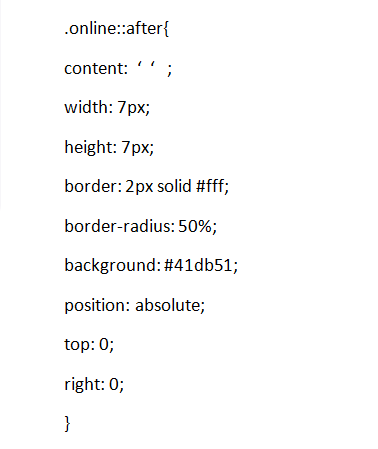 .online::after{
content: ‘ ‘ ;
width: 7px;
height: 7px;
border: 2px solid #fff;
border-radius: 50%;
background: #41db51;
position: absolute;
top: 0;
right: 0;
}